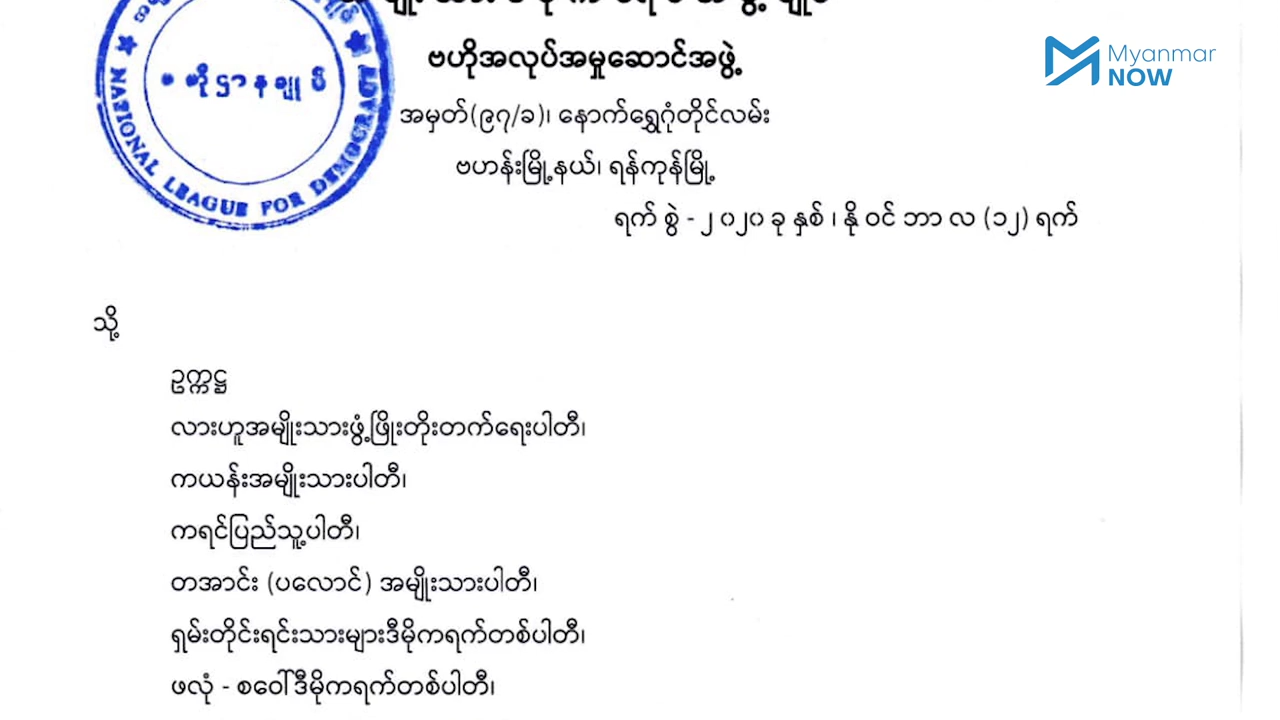 Myanmar
NOW
ဗဟိုဌာနချုပ်
NATIONAL LEAGUE FOR DEMOCRACY
ဗဟိုအလုပ်အမှုဆောင်အဖွဲ့
အမှတ်(၉၇/ခ)၊ နောက်ရွှေဂုံတိုင်လမ်း
ဗဟန်းမြို့နယ်၊ ရန်ကုန်မြို့
ရက် စွဲ - ၂ ၀၂၀ ခု နှစ် ၊ နို ဝင် ဘာ လ (၁၂) ရက်
သို့
ဥက္ကဋ္ဌ
လားဟူအမျိုးသားဖွံ့ဖြိုးတိုးတက်ရေးပါတီ၊
ကယန်းအမျိုးသားပါတီ၊
ကရင်ပြည်သူ့ပါတီ၊
တအာင်း (ပလောင်) အမျိုးသားပါတီ၊
ရှမ်းတိုင်းရင်းသားများဒီမိုကရက်တစ်ပါတီ၊
ဖလုံ - စဝေါ်ဒီမိုကရက်တစ်ပါတီ၊